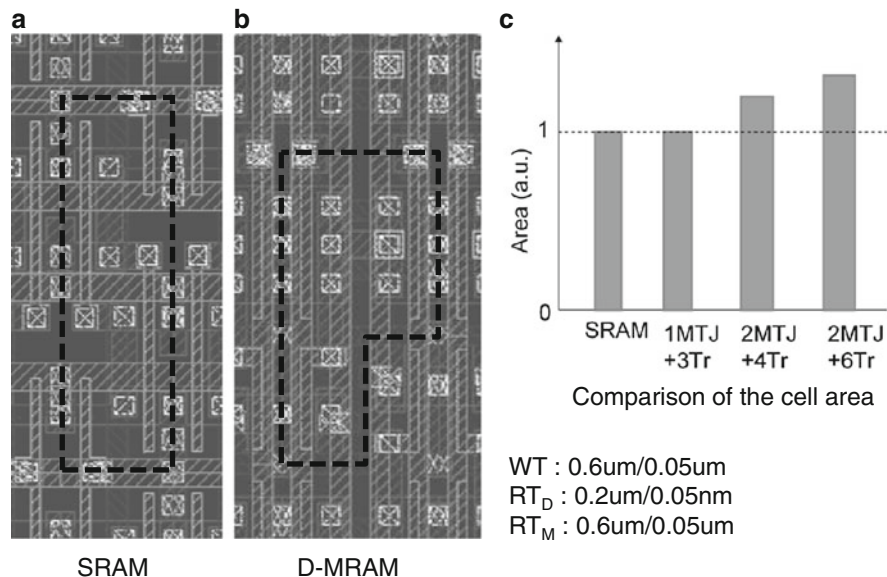 a
b
c
SRAM
D-MRAM
Area (a.u.)
1
0
SRAM 1MTJ 2MTJ 2MTJ
+3Tr +4Tr +6Tr
Comparison of the cell area
WT : 0.6um/0.05um
RTD : 0.2um/0.05nm
RTM : 0.6um/0.05um